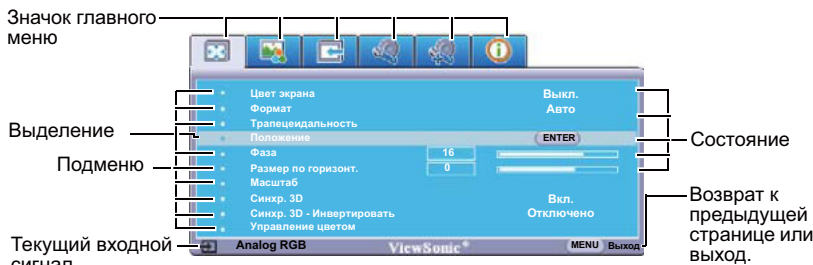 Значок главного
меню
Цвет экрана Выкл.
Формат Авто
Трапецеидальность
Выделение
Положение ENTER
Состояние
Подменю
Фаза 16
Размер по горизонт. 0
Масштаб
Синхр. 3D Вкл.
Синхр. 3D - Инвертировать Отключено
Управление цветом
Возврат к
предыдущей
странице или
выход.
Текущий входной
сигнал
Analog RGB ViewSonic MENU Выход